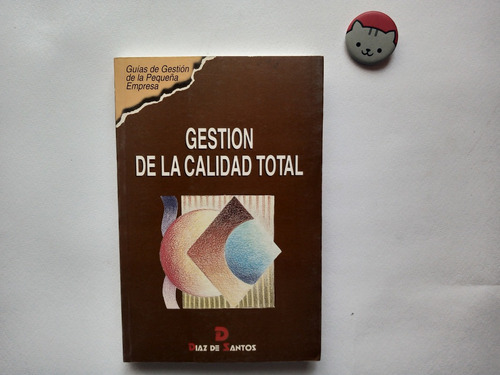 Guías de Gestión
de la Pequeña
Empresa
GESTION
DE LA CALIDAD TOTAL
D
DIAZ DE SANTOS